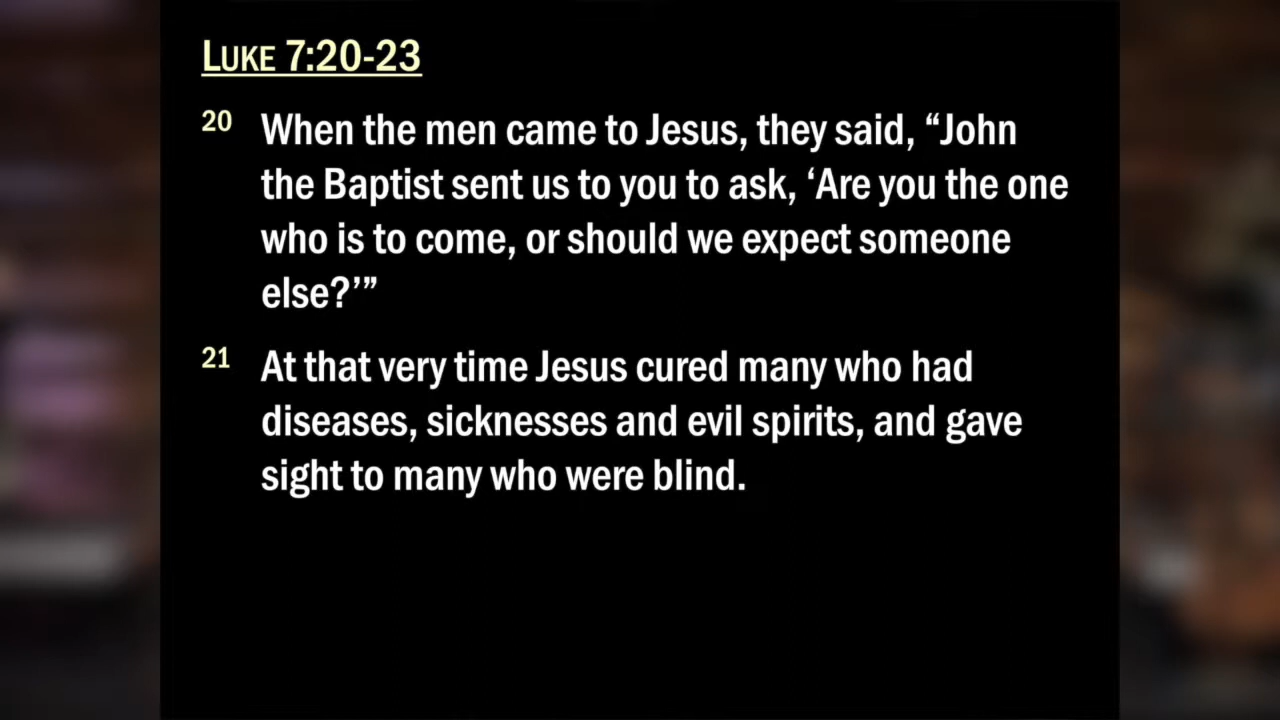 LUKE 7:20-23
20 When the men came to Jesus, they said, “John
the Baptist sent us to you to ask, ‘Are you the one
who is to come, or should we expect someone
else?’”
21 At that very time Jesus cured many who had
diseases, sicknesses and evil spirits, and gave
sight to many who were blind.